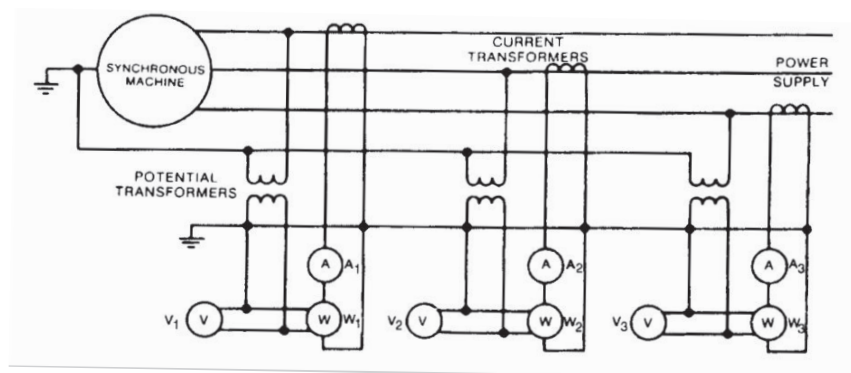 CURRENT
TRANSFORMERS
SYNCHRONOUS
MACHINE
POWER
SUPPLY
POTENTIAL
TRANSFORMERS
A A1
A A2
A A3
V1 V
W W1
V2 V
W W2
V3 V
W W3